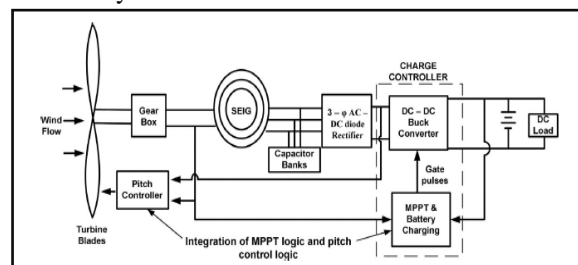 CHARGE
CONTROLLER
Wind
Flow
Gear
Box
SEIG
3 – φ AC –
DC diode
Rectifier
DC – DC
Buck
Converter
DC
Load
Capacitor
Banks
Gate
pulses
Pitch
Controller
MPPT &
Battery
Charging
Turbine
Blades
Integration of MPPT logic and pitch
control logic